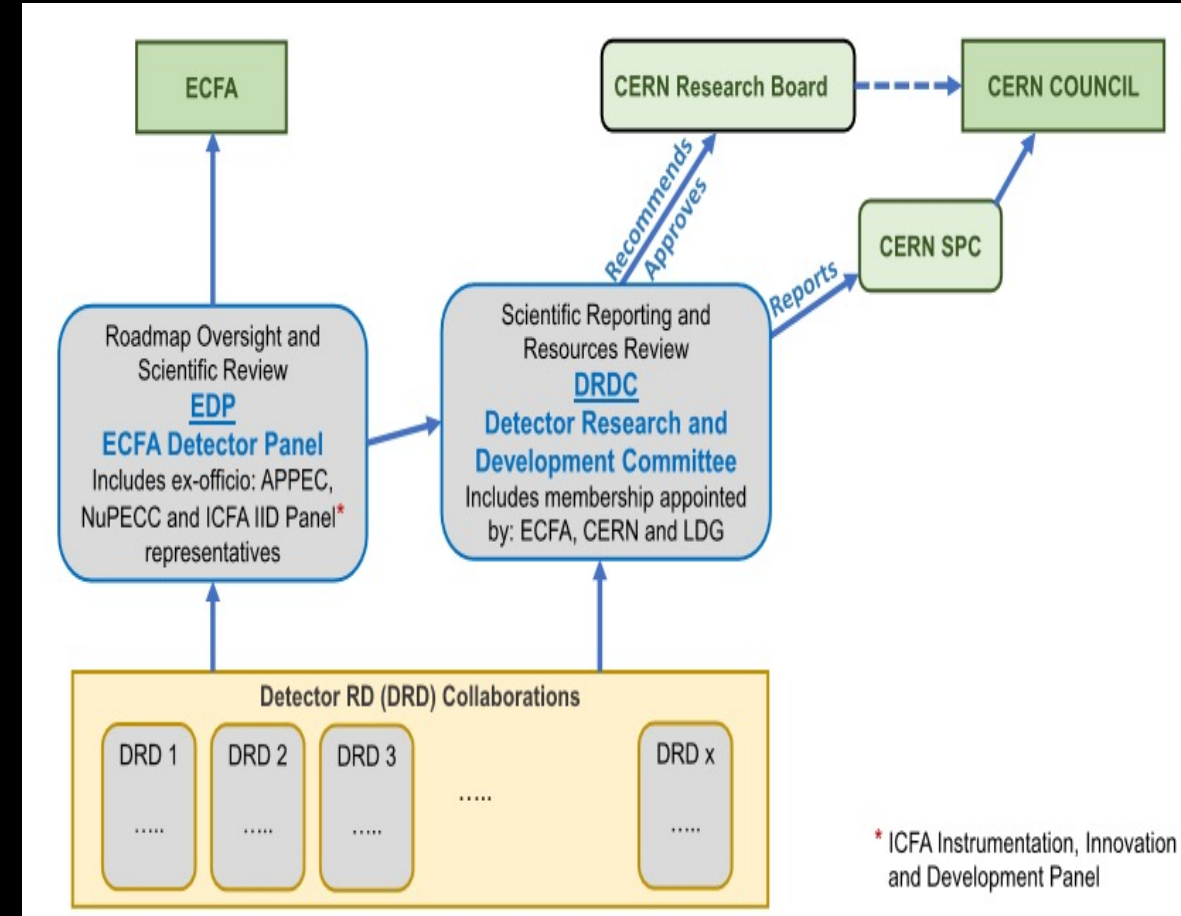 ECFA
CERN Research Board
CERN COUNCIL
Recommends
Approves
CERN SPC
Reports
Roadmap Oversight and
Scientific Review
EDP
ECFA Detector Panel
Includes ex-officio: APPEC,
NuPECC and ICFA IID Panel*
representatives
Scientific Reporting and
Resources Review
DRDC
Detector Research and
Development Committee
Includes membership appointed
by: ECFA, CERN and LDG
Detector RD (DRD) Collaborations
DRD 1
.....
DRD 2
.....
DRD 3
.....
.....
DRD x
.....
* ICFA Instrumentation, Innovation
and Development Panel